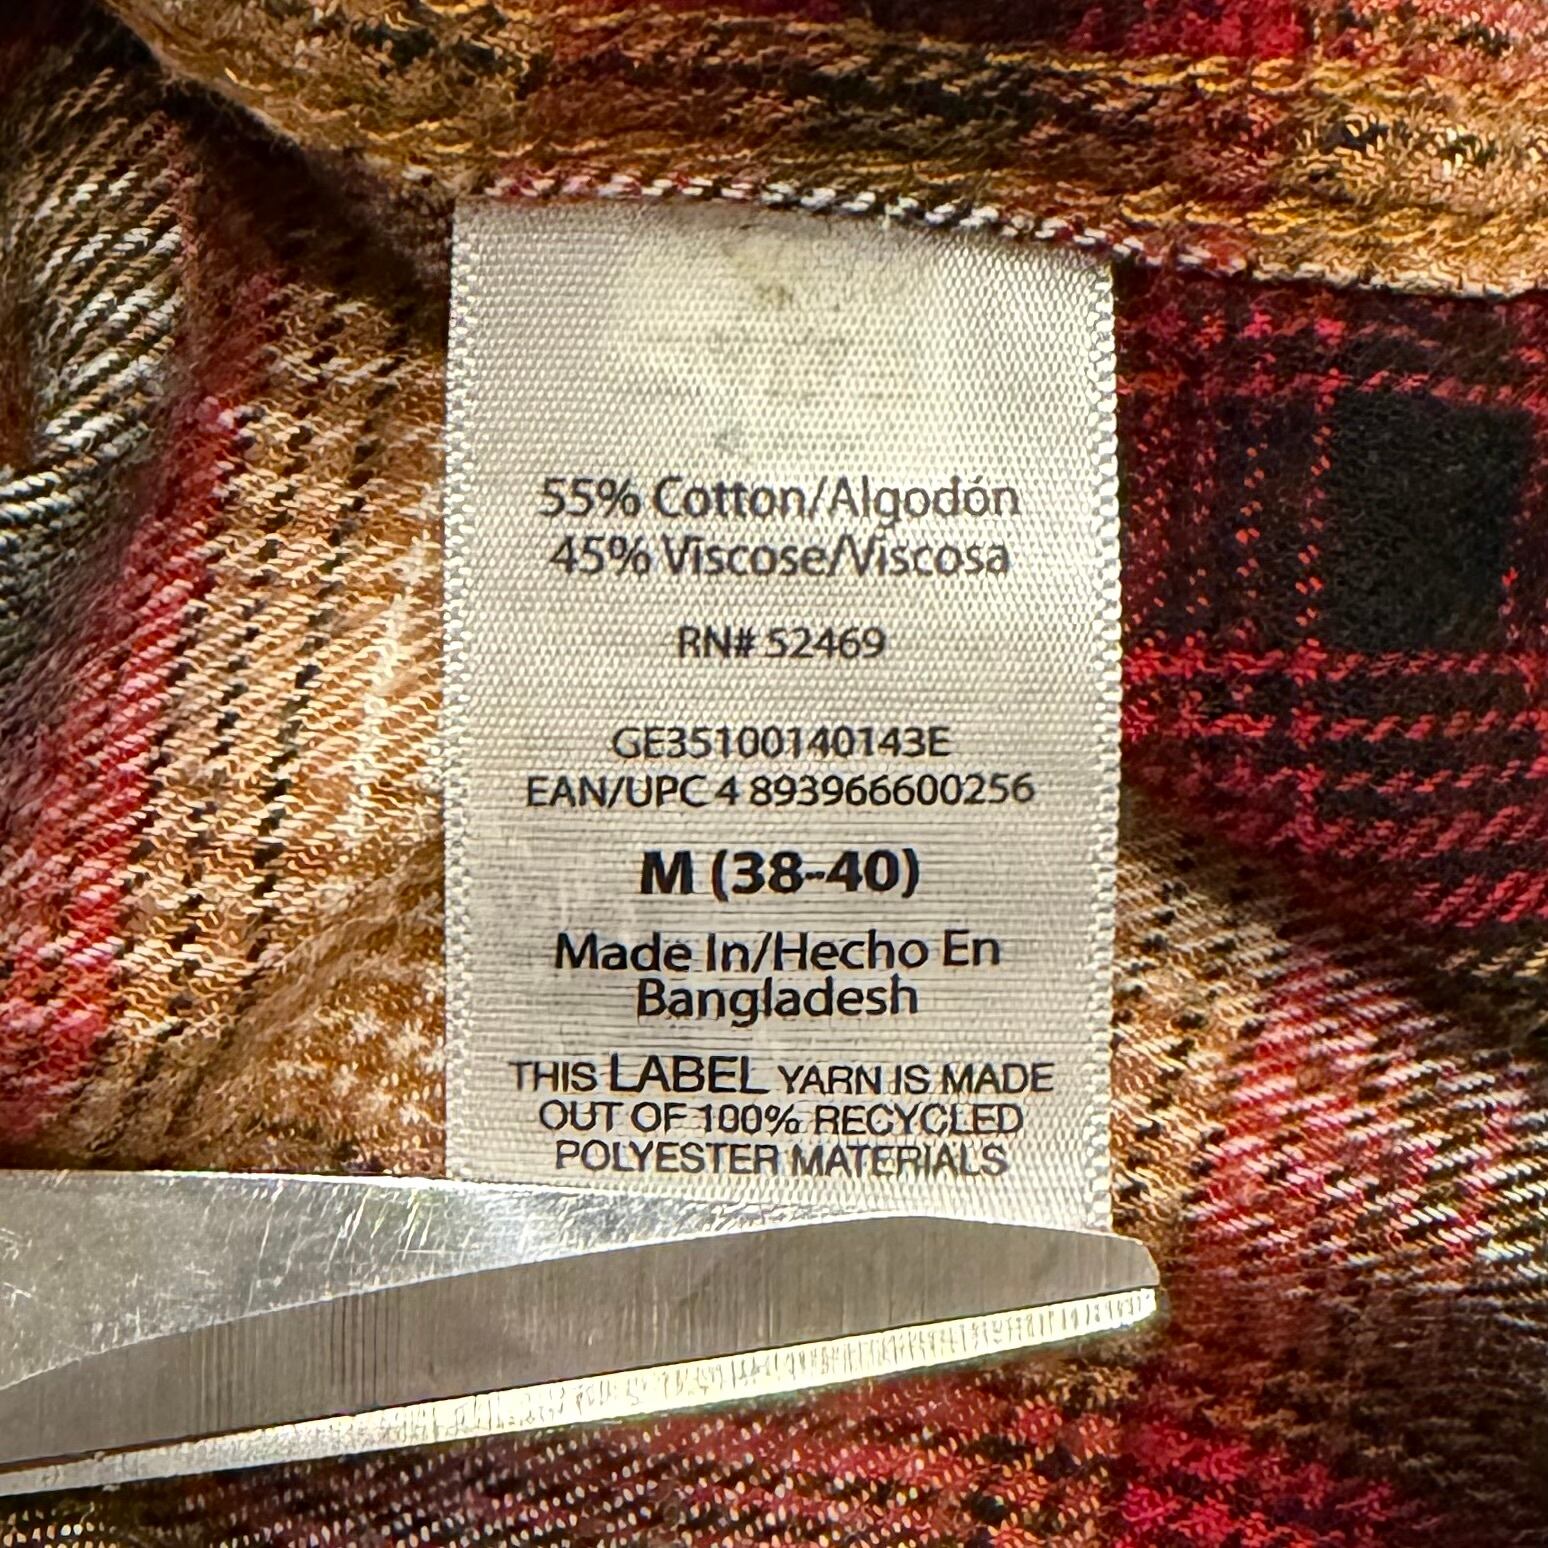 55% Cotton/Algodón
45% Viscose/Viscosa
RN# 52469
GE35100140143E
EAN/UPC 4 893966600256
M (38-40)
Made In/Hecho En
Bangladesh
THIS LABEL YARN IS MADE
OUT OF 100% RECYCLED
POLYESTER MATERIALS